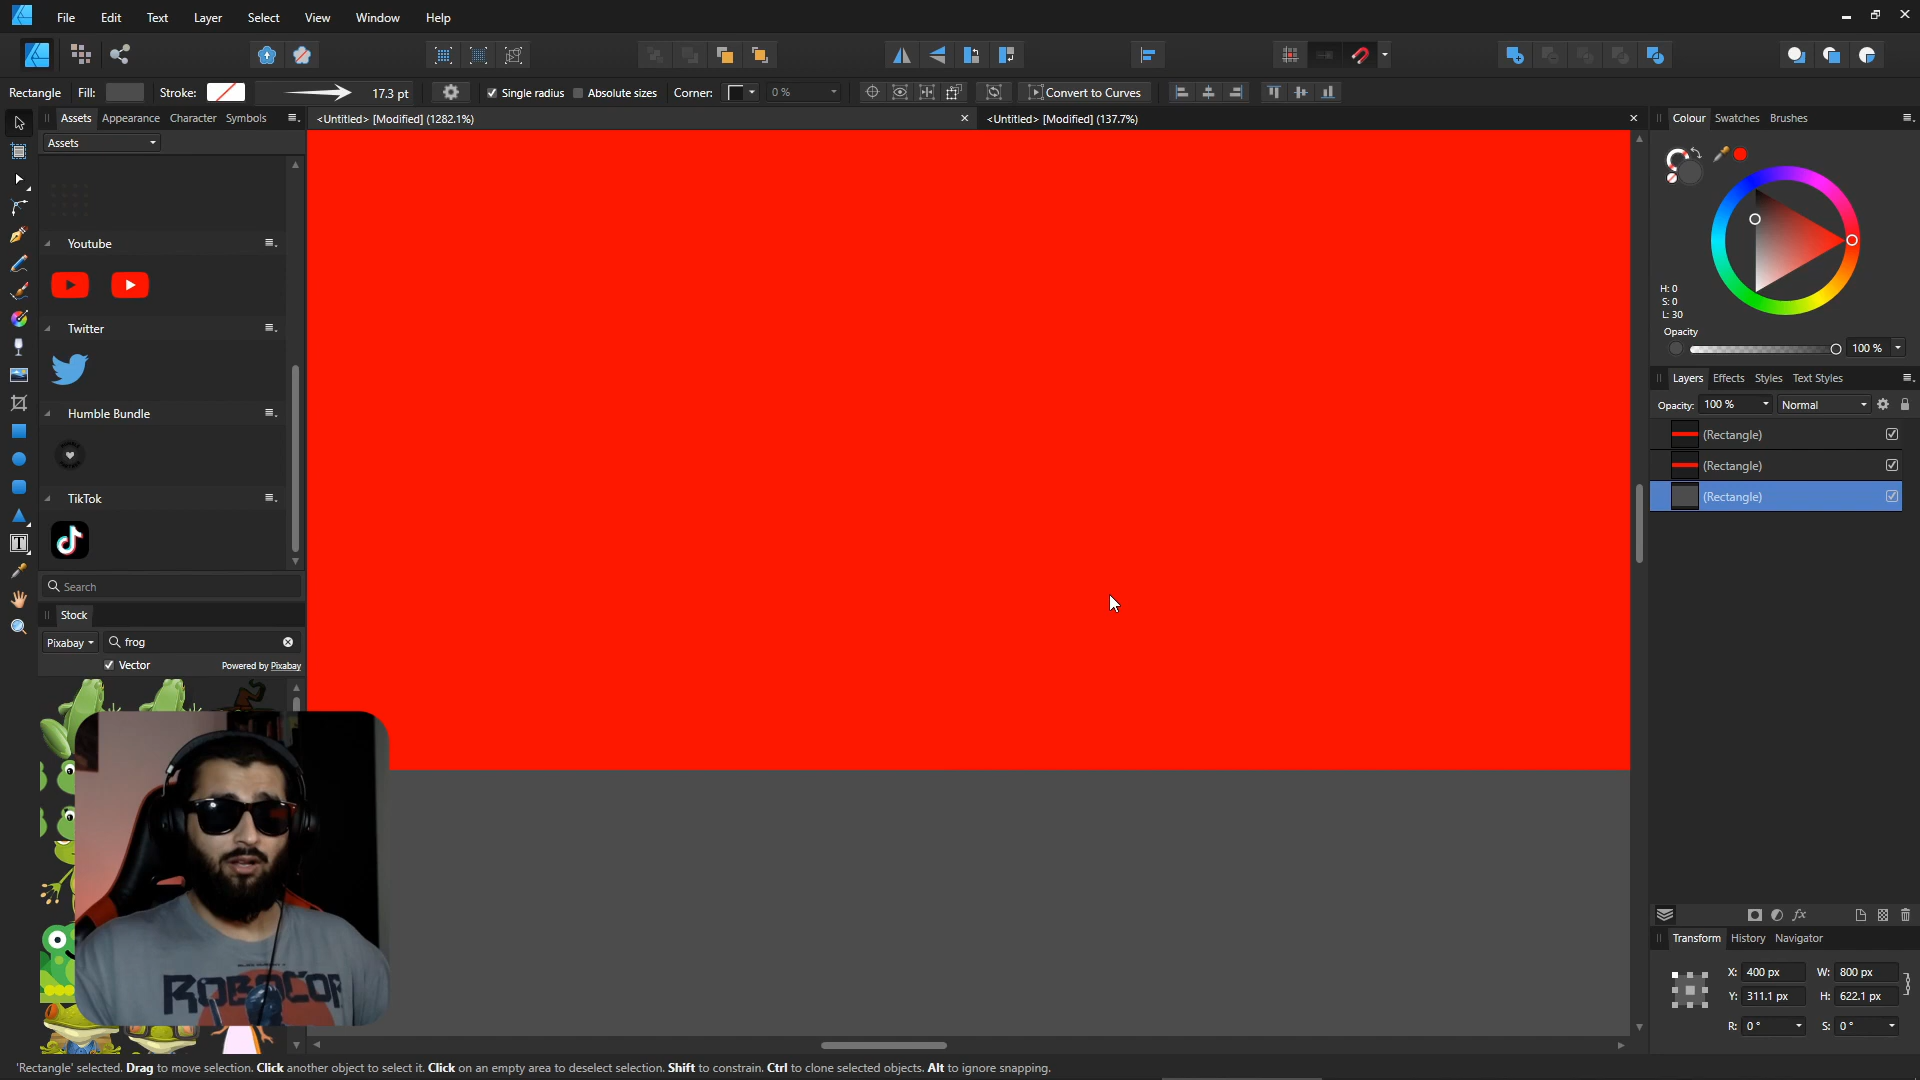 File Edit Text Layer Select View Window Help
Rectangle Fill: Stroke: 17.3 pt Single radius Absolute sizes Corner: 0 % Convert to Curves
Assets Appearance Character Symbols
<Untitled> [Modified] (1282.1%) <Untitled> [Modified] (137.7%)
Colour Swatches Brushes
Assets
Youtube
Twitter
Humble Bundle
TikTok
Search
Stock
Pixabay frog
Vector Powered by Pixabay
H: 0
S: 0
L: 30
Opacity
100 %
Layers Effects Styles Text Styles
Opacity: 100 % Normal
(Rectangle)
(Rectangle)
(Rectangle)
Transform History Navigator
X: 400 px W: 800 px
Y: 311.1 px H: 622.1 px
R: 0 ° S: 0 °
ROBOCOP
'Rectangle' selected. Drag to move selection. Click another object to select it. Click on an empty area to deselect selection. Shift to constrain. Ctrl to clone selected objects. Alt to ignore snapping.